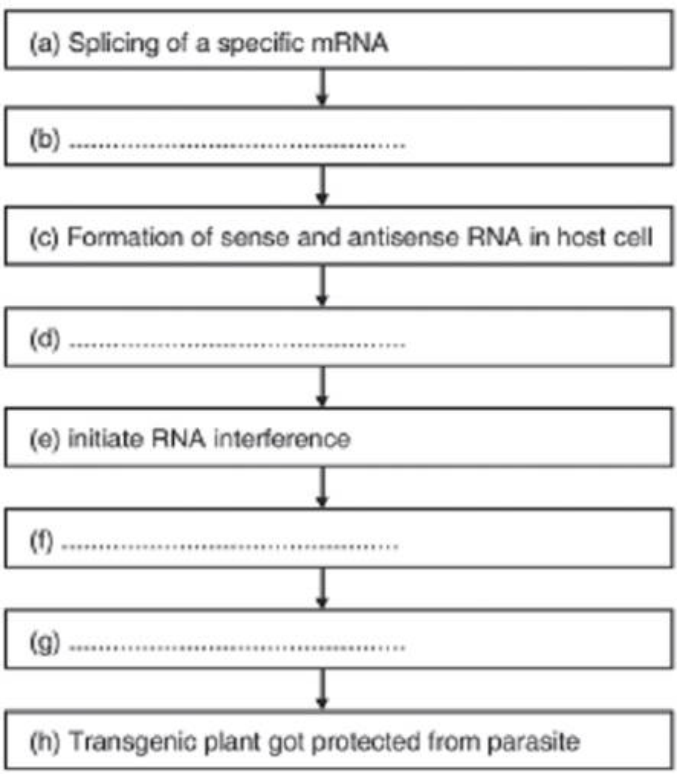 (a) Splicing of a specific mRNA
(b) ................................................
(c) Formation of sense and antisense RNA in host cell
(d) ................................................
(e) initiate RNA interference
(f) ................................................
(g) ................................................
(h) Transgenic plant got protected from parasite